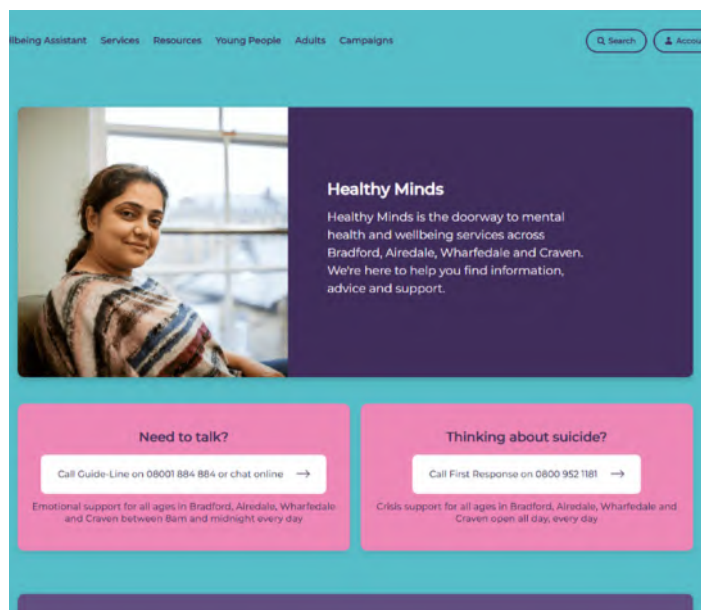 llbeing Assistant Services Resources Young People Adults Campaigns Search Accou
Healthy Minds
Healthy Minds is the doorway to mental
health and wellbeing services across
Bradford, Airedale, Wharfedale and Craven.
We're here to help you find information,
advice and support.
Need to talk?
Call Guide-Line on 08001 884 884 or chat online
Emotional support for all ages in Bradford, Airedale, Wharfedale
and Craven between 8am and midnight every day
Thinking about suicide?
Call First Response on 0800 952 1181
Crisis support for all ages in Bradford, Airedale, Wharfedale and
Craven open all day, every day